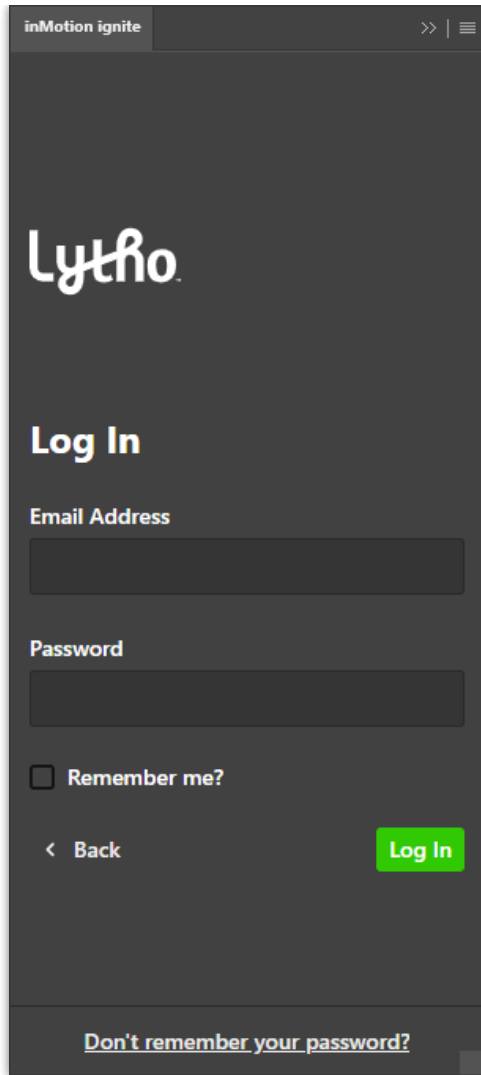 inMotion ignite
Lytho
Log In
Email Address
Password
Remember me?
< Back
Log In
Don't remember your password?